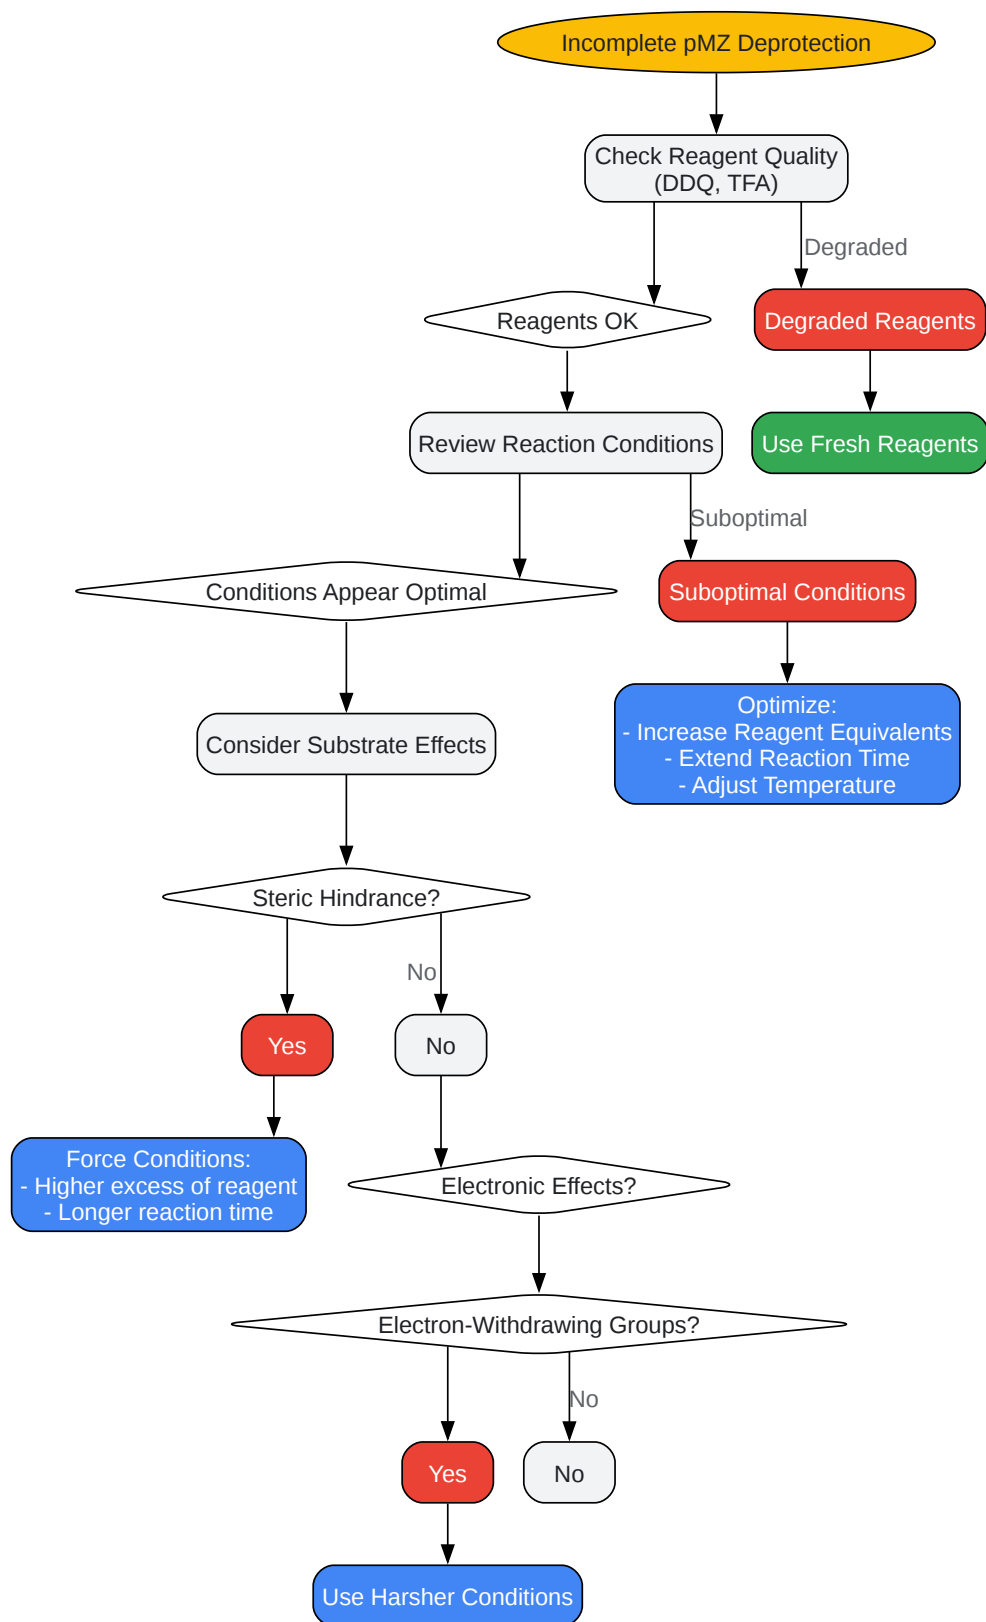 Incomplete pMZ Deprotection
Check Reagent Quality
(DDQ, TFA)
Degraded
Reagents OK
Degraded Reagents
Review Reaction Conditions
Use Fresh Reagents
Suboptimal
Conditions Appear Optimal
Suboptimal Conditions
Optimize:
- Increase Reagent Equivalents
- Extend Reaction Time
- Adjust Temperature
Consider Substrate Effects
Steric Hindrance?
No
Yes
No
Force Conditions:
- Higher excess of reagent
- Longer reaction time
Electronic Effects?
Electron-Withdrawing Groups?
No
Yes
No
Use Harsher Conditions